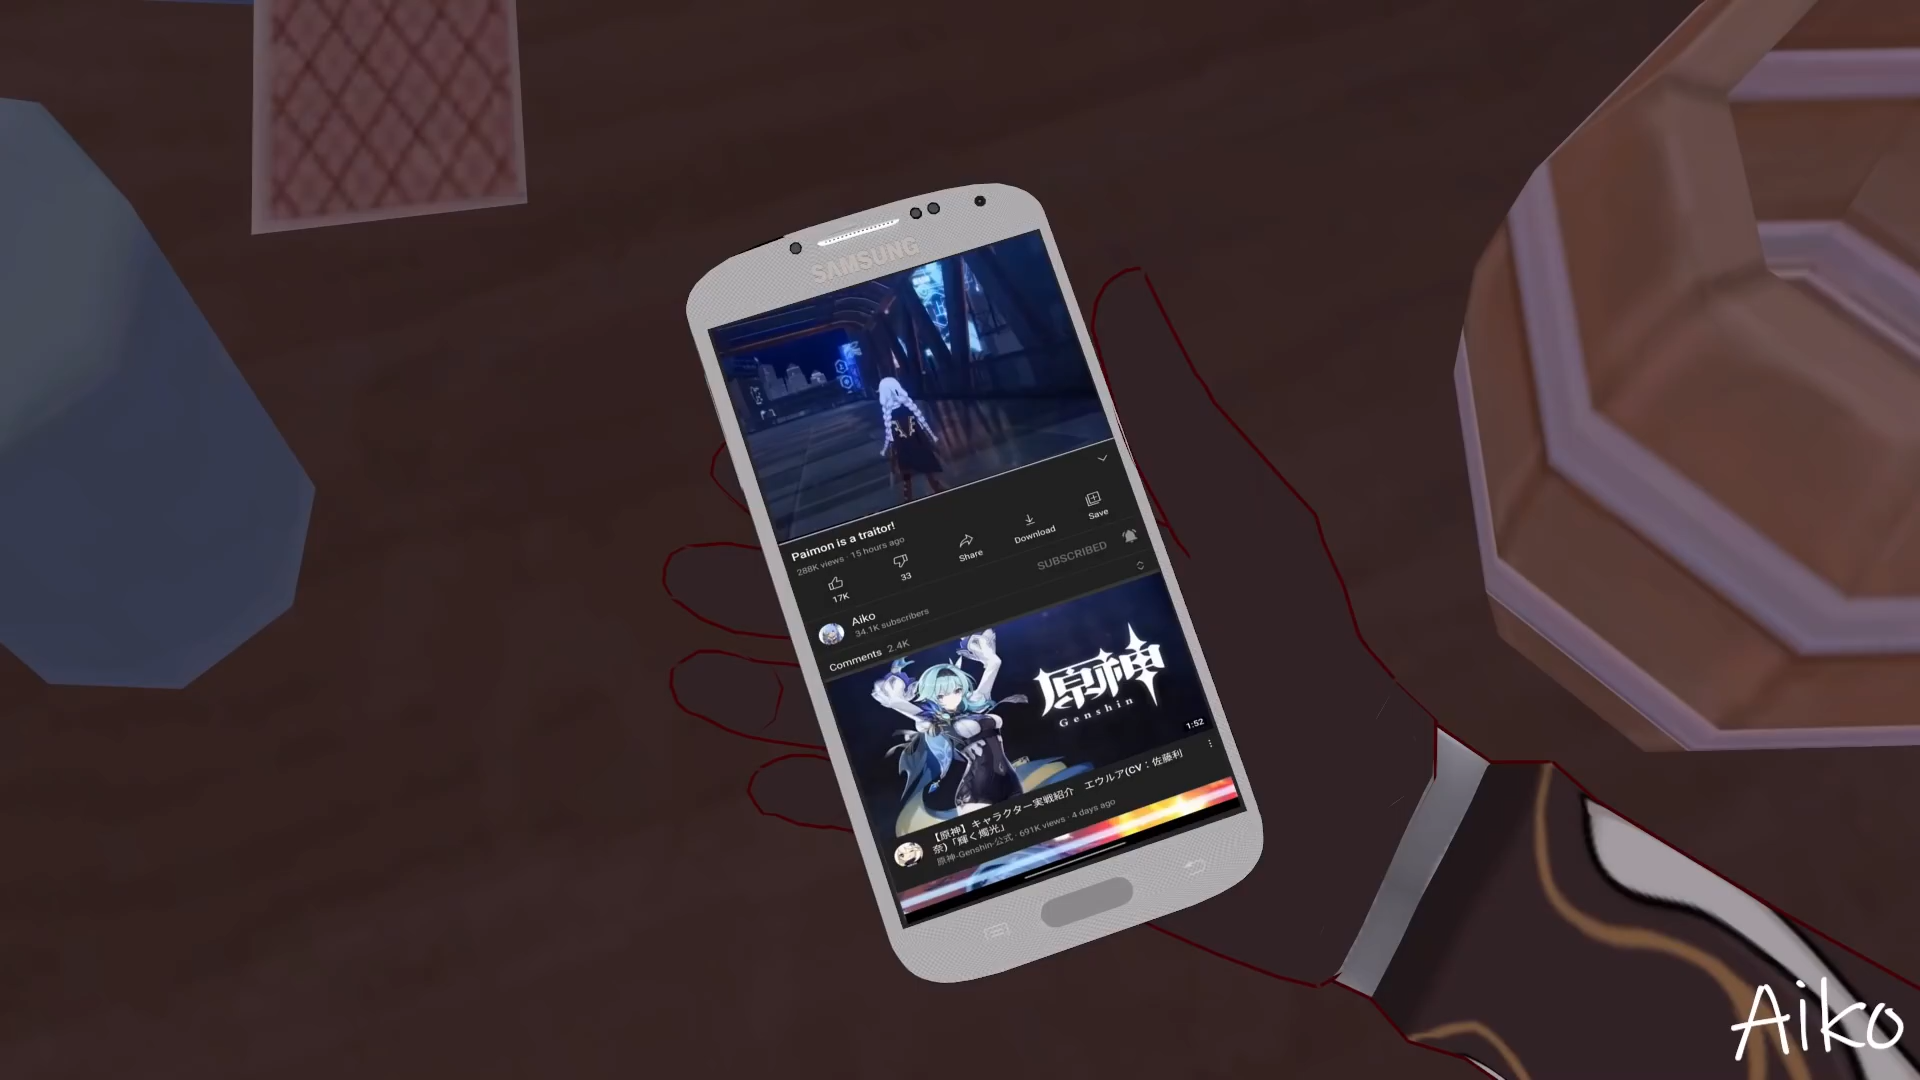 SAMSUNG
Paimon is a traitor!
288K views · 15 hours ago
17K
33
Share
Download
Save
Aiko
34.1K subscribers
SUBSCRIBED
Comments 2.4K
原神
Genshin
1:52
【原神】キャラクター実戦紹介 エウルア(CV：佐藤利
奈)「輝く燭光」
原神-Genshin-公式 · 691K views · 4 days ago
Aiko